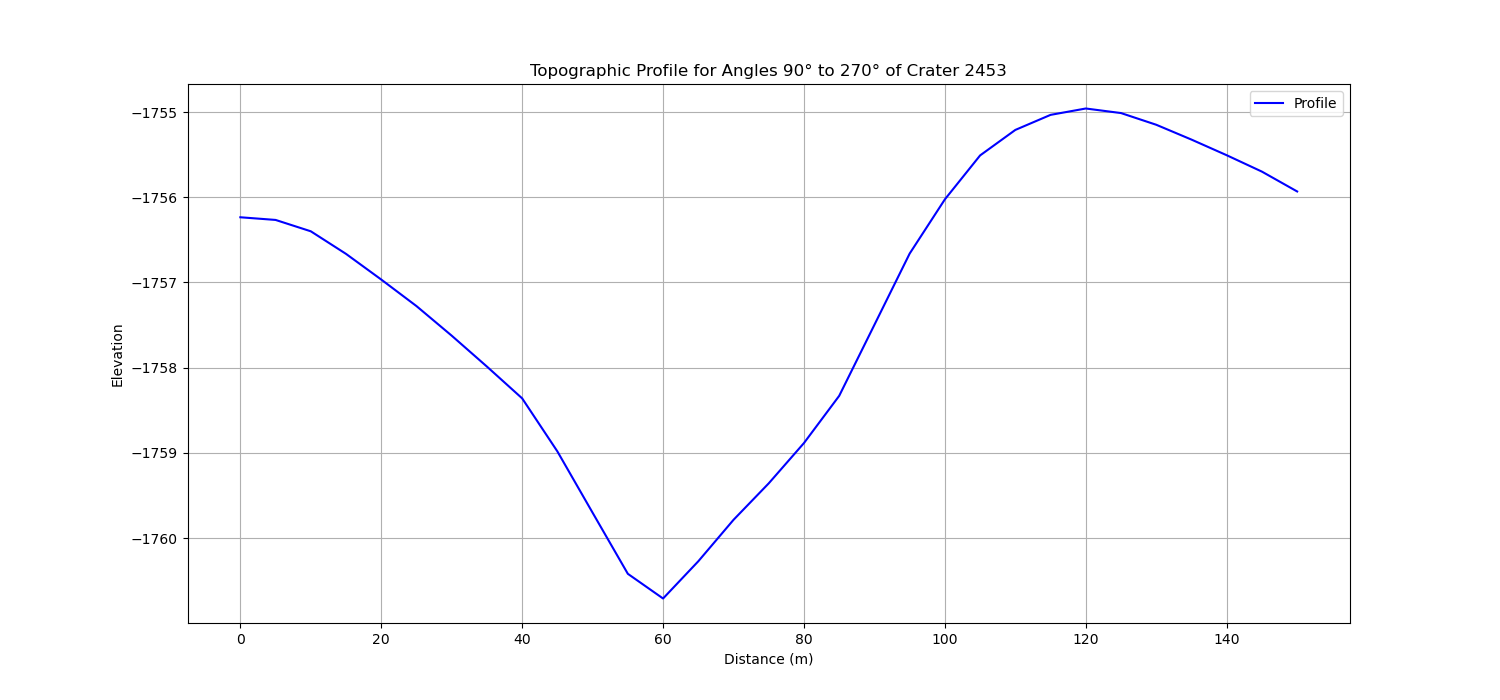 Topographic Profile for Angles 90° to 270° of Crater 2453
Profile
−1755
−1756
−1757
−1758
−1759
−1760
Elevation
0 20 40 60 80 100 120 140
Distance (m)